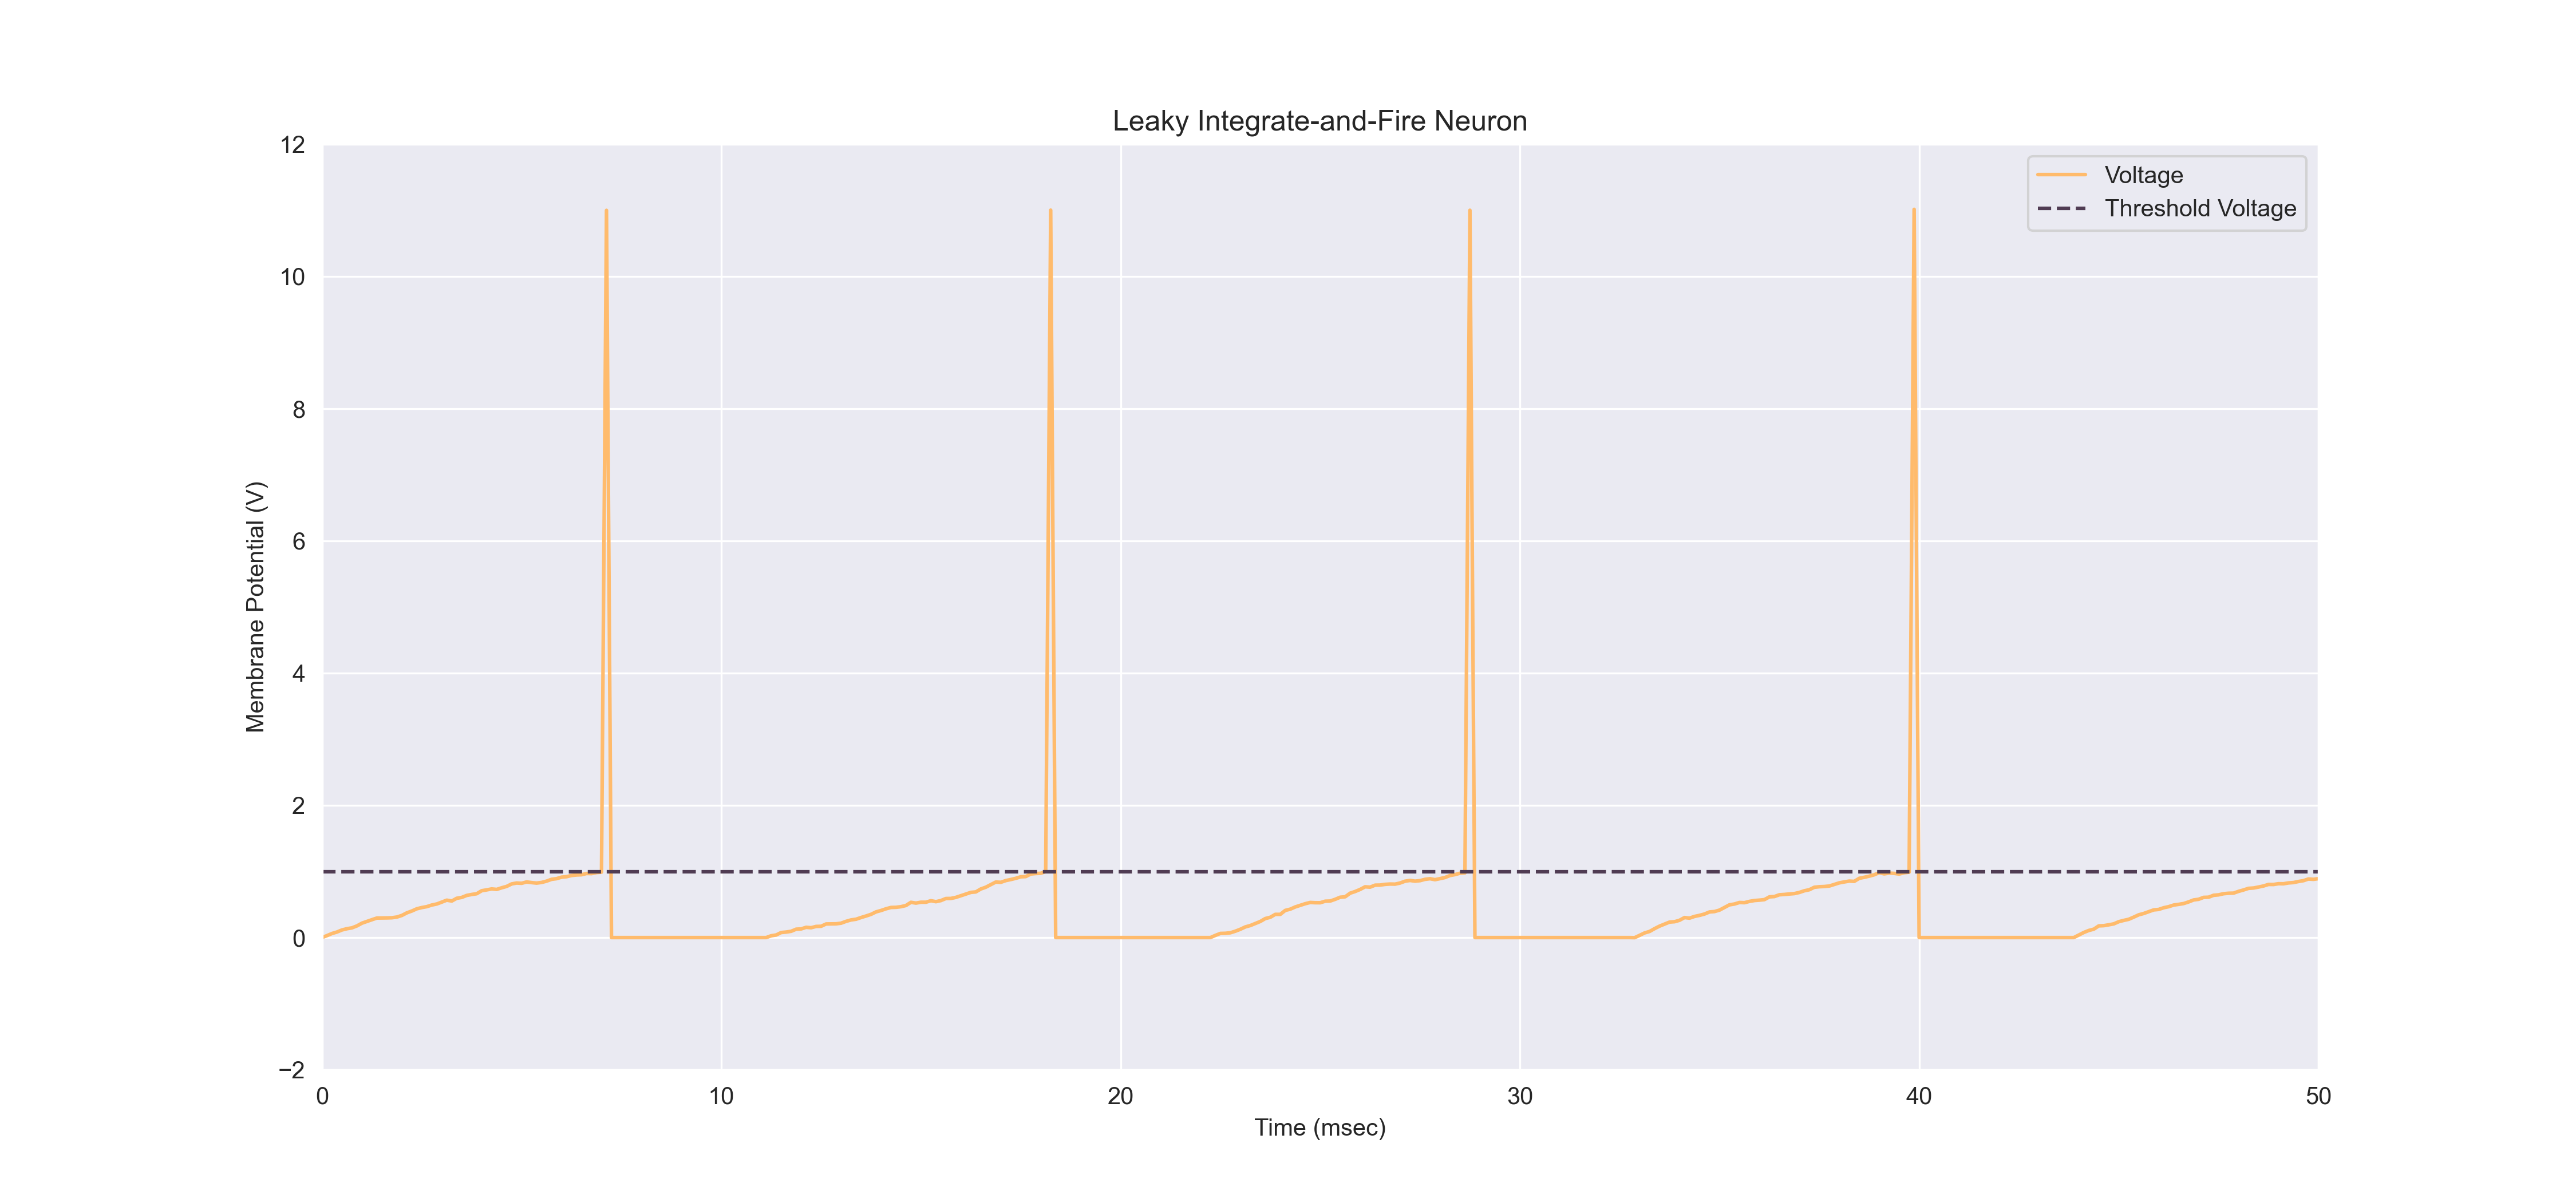 Leaky Integrate-and-Fire Neuron
12
10
8
6
4
2
0
−2
Membrane Potential (V)
Voltage
Threshold Voltage
0 10 20 30 40 50
Time (msec)